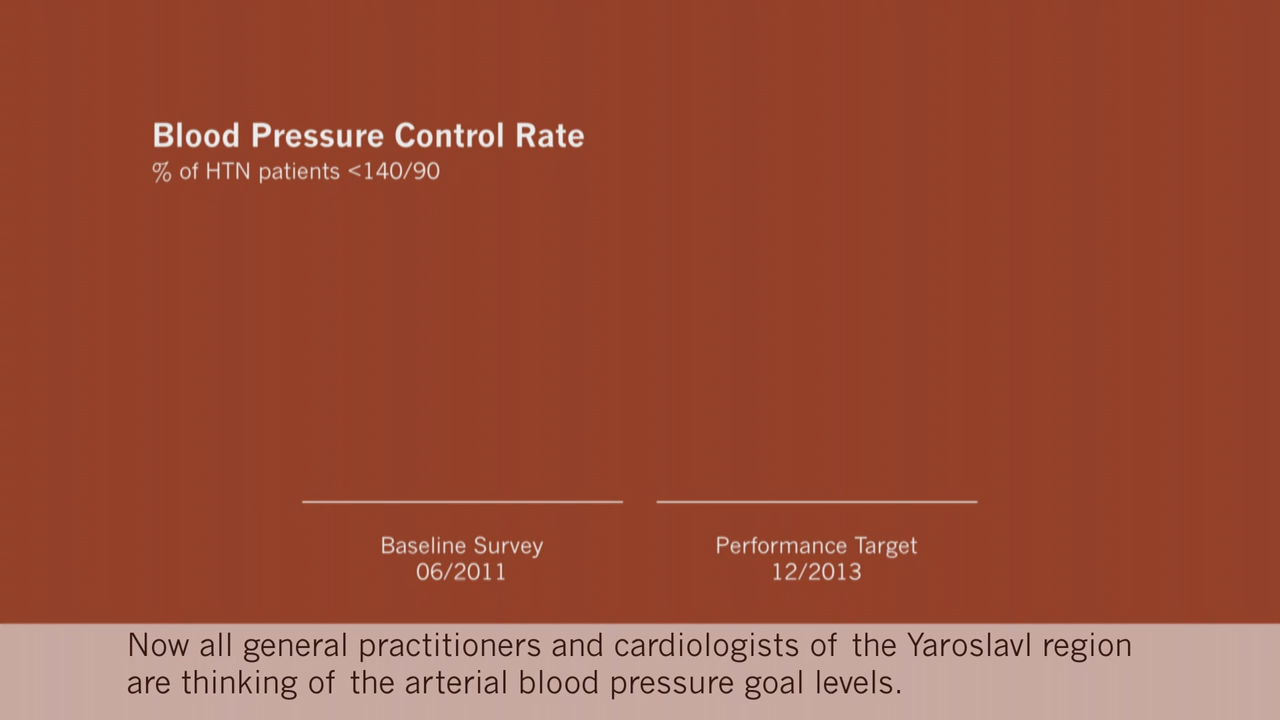 Blood Pressure Control Rate
% of HTN patients <140/90
Baseline Survey
06/2011
Performance Target
12/2013
Now all general practitioners and cardiologists of the Yaroslavl region
are thinking of the arterial blood pressure goal levels.